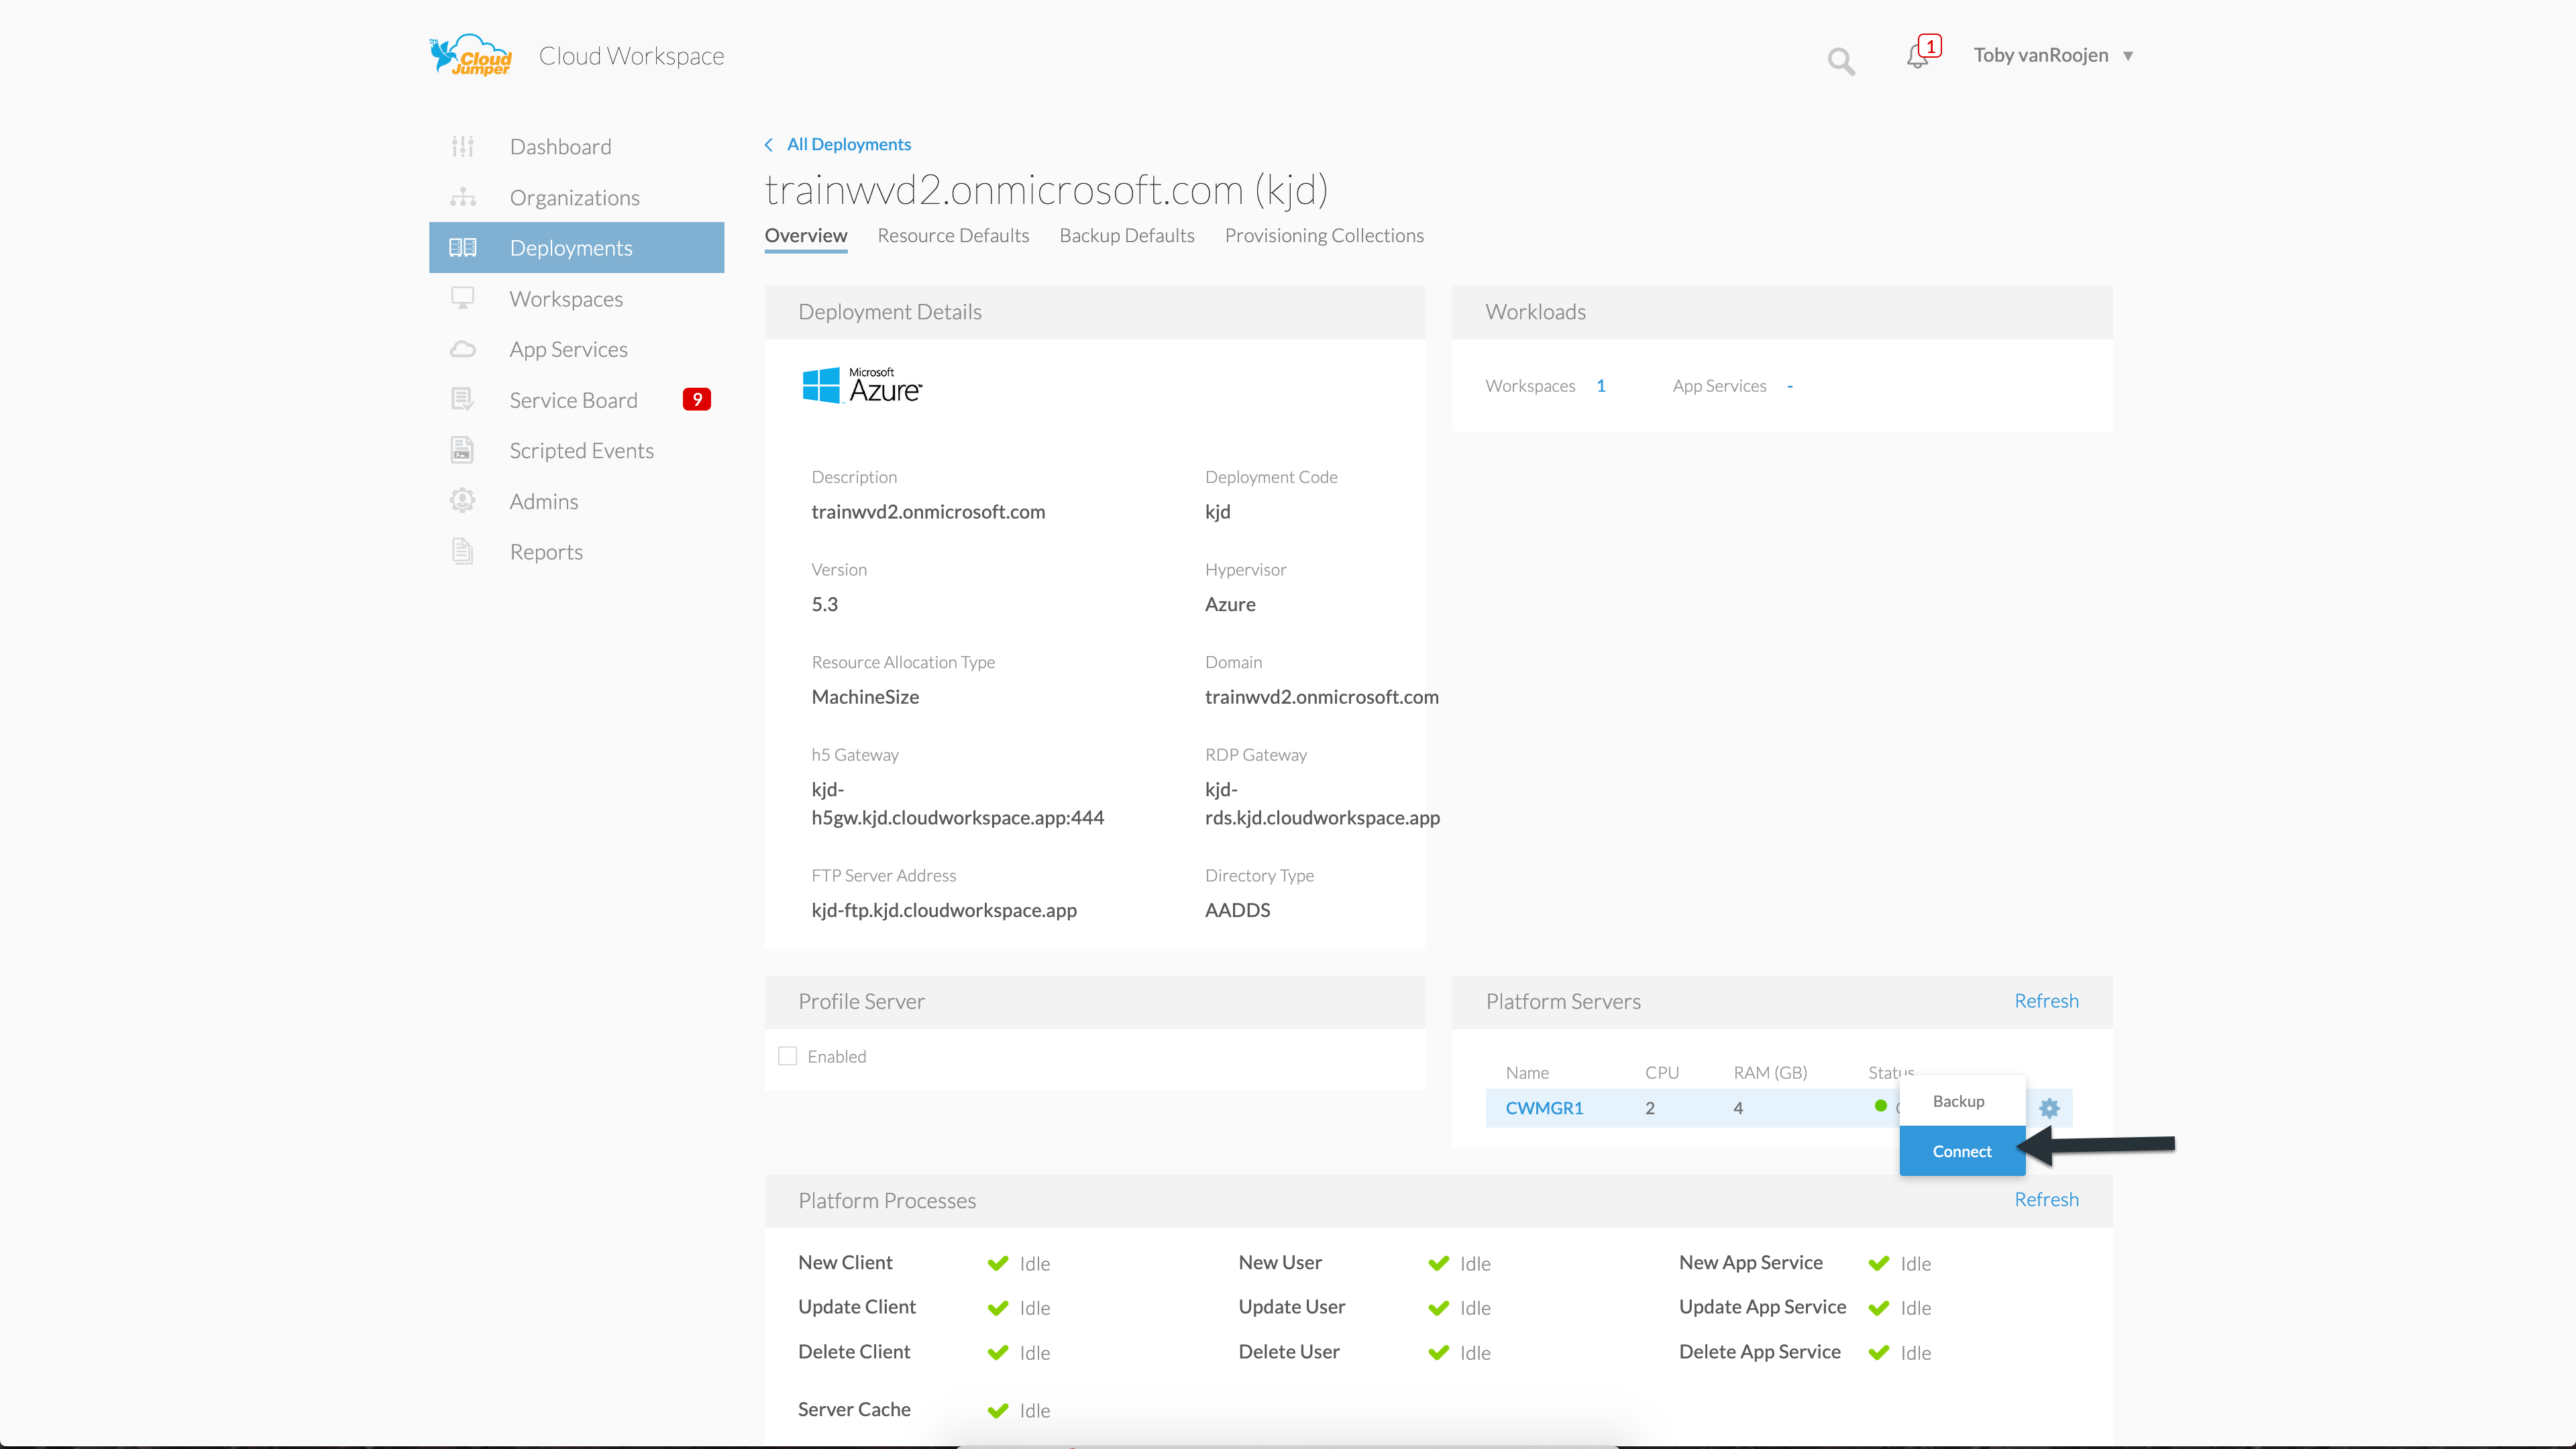 Cloud
Jumper
Cloud Workspace
1
Toby vanRoojen
Dashboard
Organizations
Deployments
Workspaces
App Services
Service Board 9
Scripted Events
Admins
Reports
All Deployments
trainwvd2.onmicrosoft.com (kjd)
Overview Resource Defaults Backup Defaults Provisioning Collections
Deployment Details
Microsoft
Azure
Description Deployment Code
trainwvd2.onmicrosoft.com kjd
Version Hypervisor
5.3 Azure
Resource Allocation Type Domain
MachineSize trainwvd2.onmicrosoft.com
h5 Gateway RDP Gateway
kjd- kjd-
h5gw.kjd.cloudworkspace.app:444 rds.kjd.cloudworkspace.app
FTP Server Address Directory Type
kjd-ftp.kjd.cloudworkspace.app AADDS
Workloads
Workspaces 1 App Services -
Profile Server
Enabled
Platform Servers Refresh
Name CPU RAM (GB) Status
CWMGR1 2 4
Backup
Connect
Platform Processes Refresh
New Client Idle New User Idle New App Service Idle
Update Client Idle Update User Idle Update App Service Idle
Delete Client Idle Delete User Idle Delete App Service Idle
Server Cache Idle